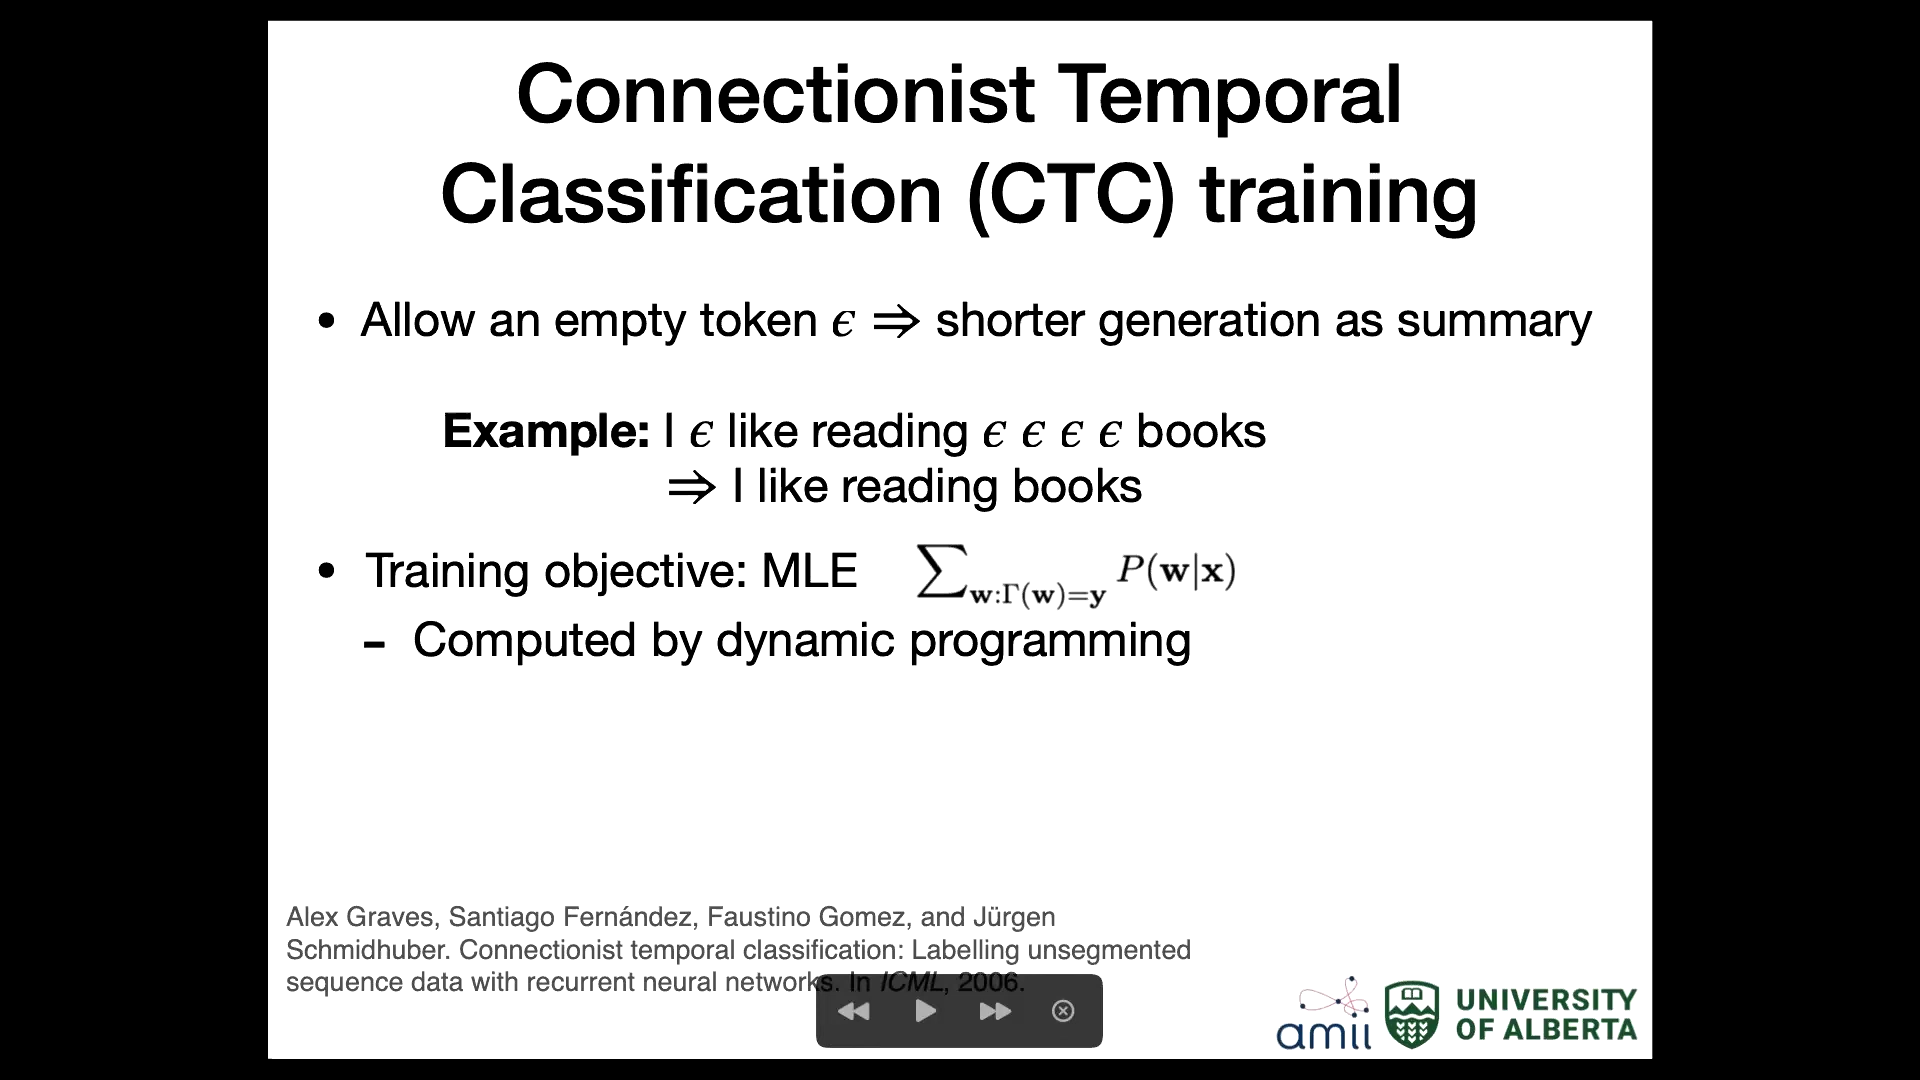 Connectionist Temporal
Classification (CTC) training
• Allow an empty token ϵ ⇒ shorter generation as summary
Example: I ϵ like reading ϵ ϵ ϵ ϵ books
⇒ I like reading books
• Training objective: MLE ∑_{w:Γ(w)=y} P(w|x)
– Computed by dynamic programming
Alex Graves, Santiago Fernández, Faustino Gomez, and Jürgen
Schmidhuber. Connectionist temporal classification: Labelling unsegmented
sequence data with recurrent neural networks. In ICML, 2006.
amii
UNIVERSITY
OF ALBERTA